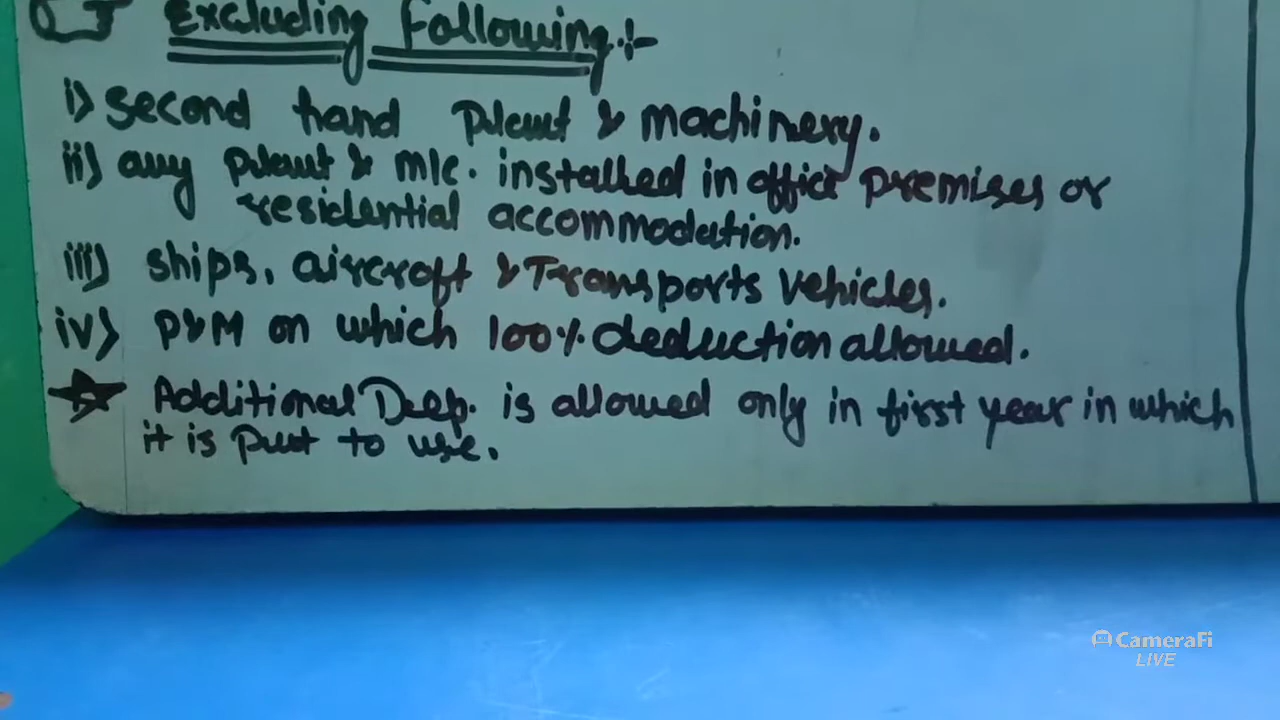 Excluding Following:-
i) Second hand Plant & machinery.
ii) any plant & m/c. installed in office premises or
residential accommodation.
iii) ships, aircraft & Transports vehicles.
iv) P&M on which 100% deduction allowed.
☆ Additional Dep. is allowed only in first year in which
it is put to use.
CameraFi
LIVE